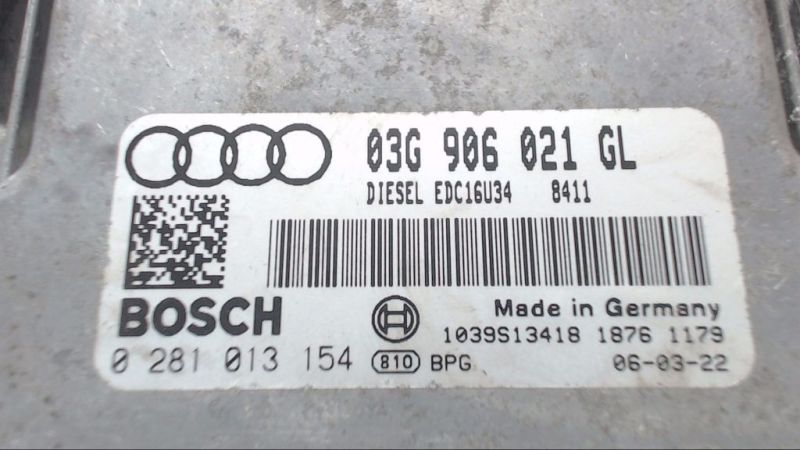 03G 906 021 GL
DIESEL EDC16U34 8411
BOSCH
Made in Germany
1039S13418 1876 1179
0 281 013 154 810 BPG 06-03-22